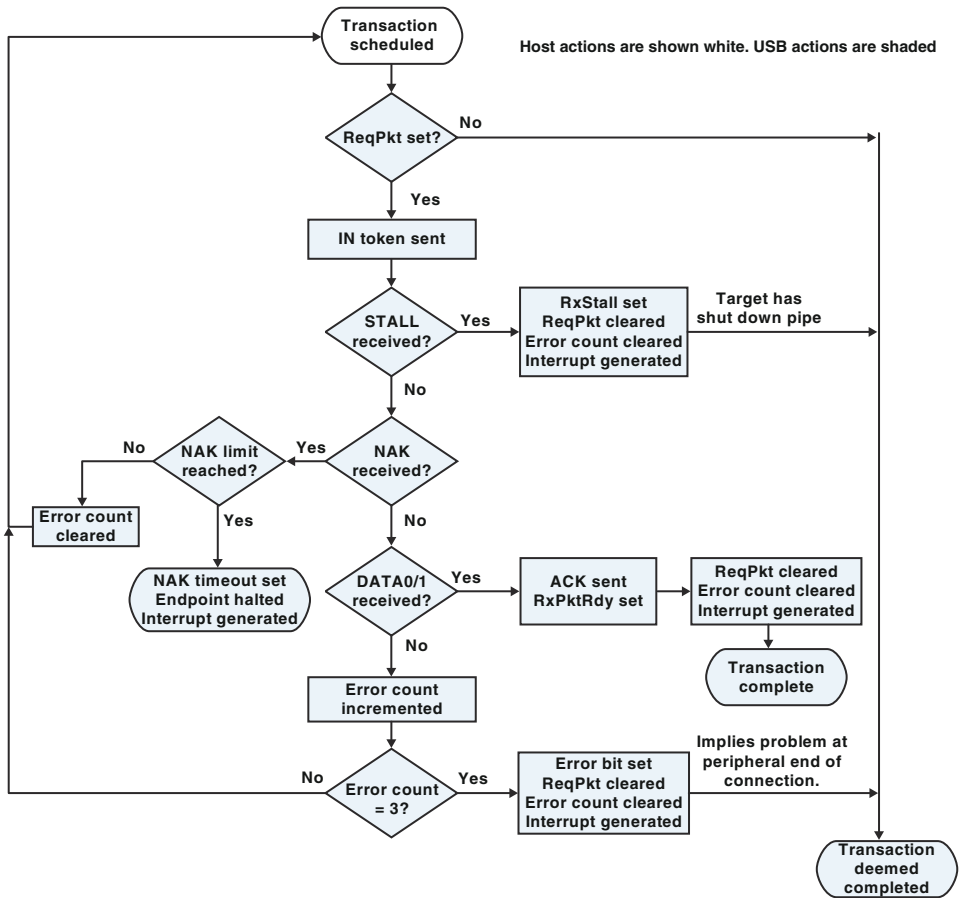 Transaction
scheduled
Host actions are shown white. USB actions are shaded
ReqPkt set?
No
Yes
IN token sent
STALL
received?
Yes
RxStall set
ReqPkt cleared
Error count cleared
Interrupt generated
Target has
shut down pipe
No
NAK
received?
Yes
NAK limit
reached?
No
Error count
cleared
Yes
NAK timeout set
Endpoint halted
Interrupt generated
No
DATA0/1
received?
Yes
ACK sent
RxPktRdy set
ReqPkt cleared
Error count cleared
Interrupt generated
Transaction
complete
No
Error count
incremented
Error count
= 3?
No
Yes
Error bit set
ReqPkt cleared
Error count cleared
Interrupt generated
Implies problem at
peripheral end of
connection.
Transaction
deemed
completed